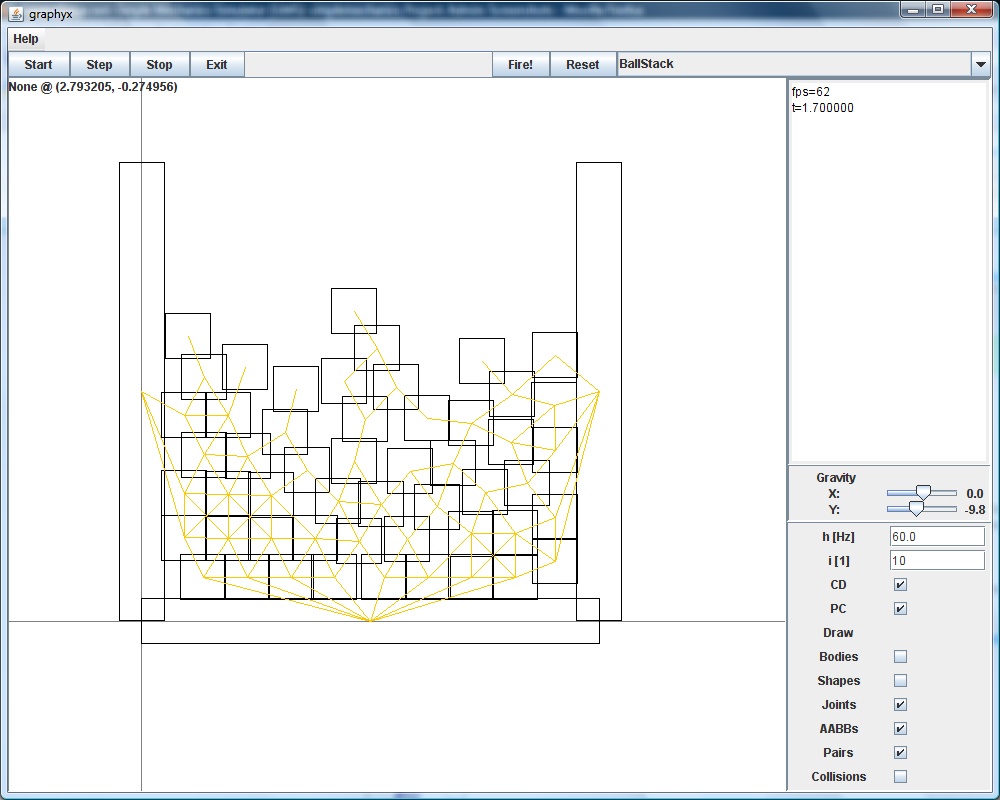 graphyx
Help
Start Step Stop Exit Fire! Reset BallStack
None @ (2.793205, -0.274956)
fps=62
t=1.700000
Gravity
X: 0.0
Y: -9.8
h [Hz] 60.0
i [1] 10
CD
PC
Draw
Bodies
Shapes
Joints
AABBs
Pairs
Collisions